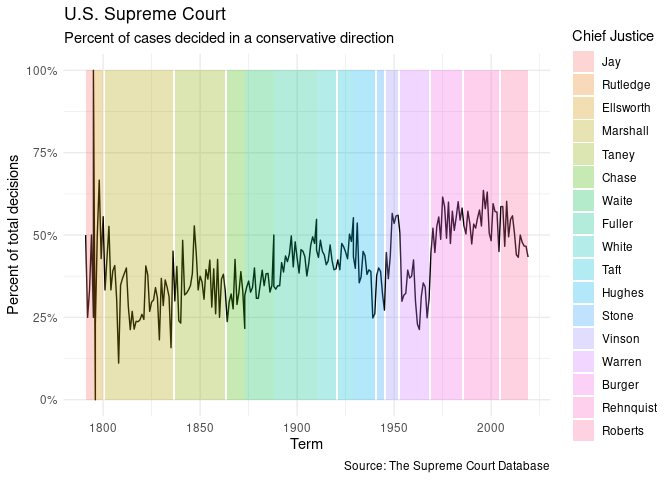 U.S. Supreme Court
Percent of cases decided in a conservative direction
Chief Justice
Jay
Rutledge
Ellsworth
Marshall
Taney
Chase
Waite
Fuller
White
Taft
Hughes
Stone
Vinson
Warren
Burger
Rehnquist
Roberts
Percent of total decisions
100%
75%
50%
25%
0%
1800
1850
1900
1950
2000
Term
Source: The Supreme Court Database